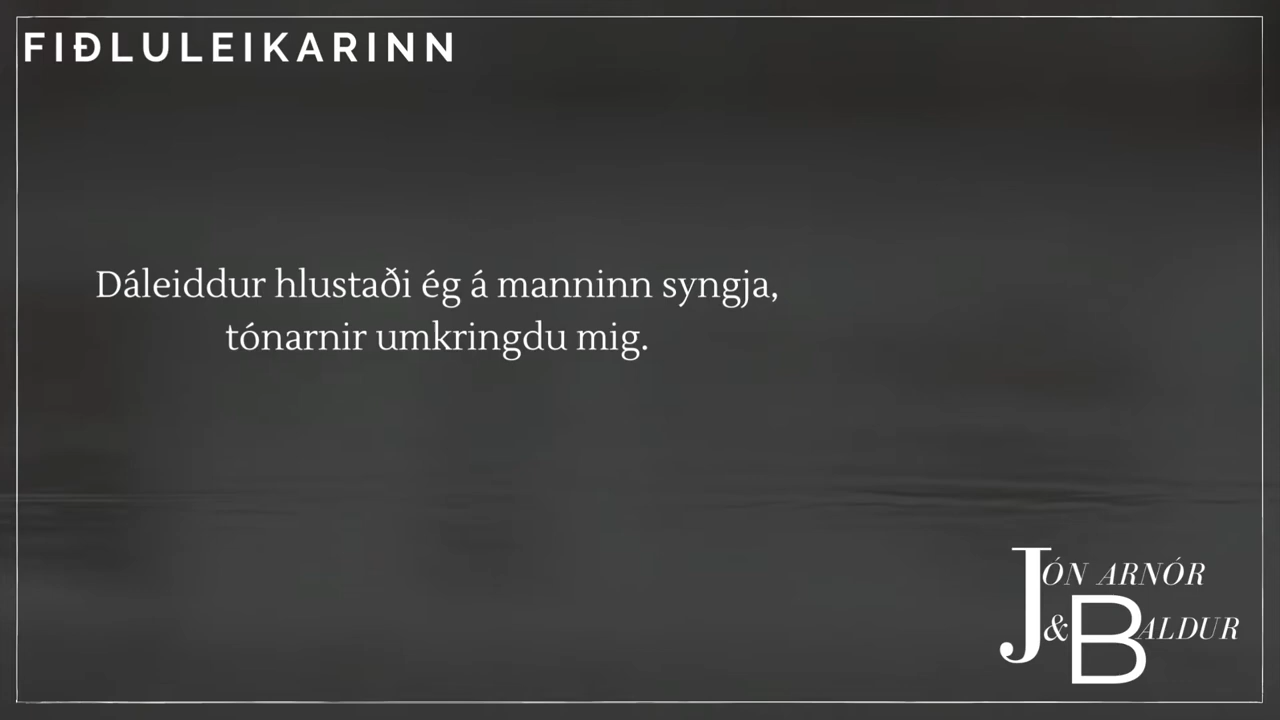 FIÐLULEIKARINN
Dáleiddur hlustaði ég á manninn syngja,
tónarnir umkringdu mig.
JÓN ARNÓR
& BALDUR